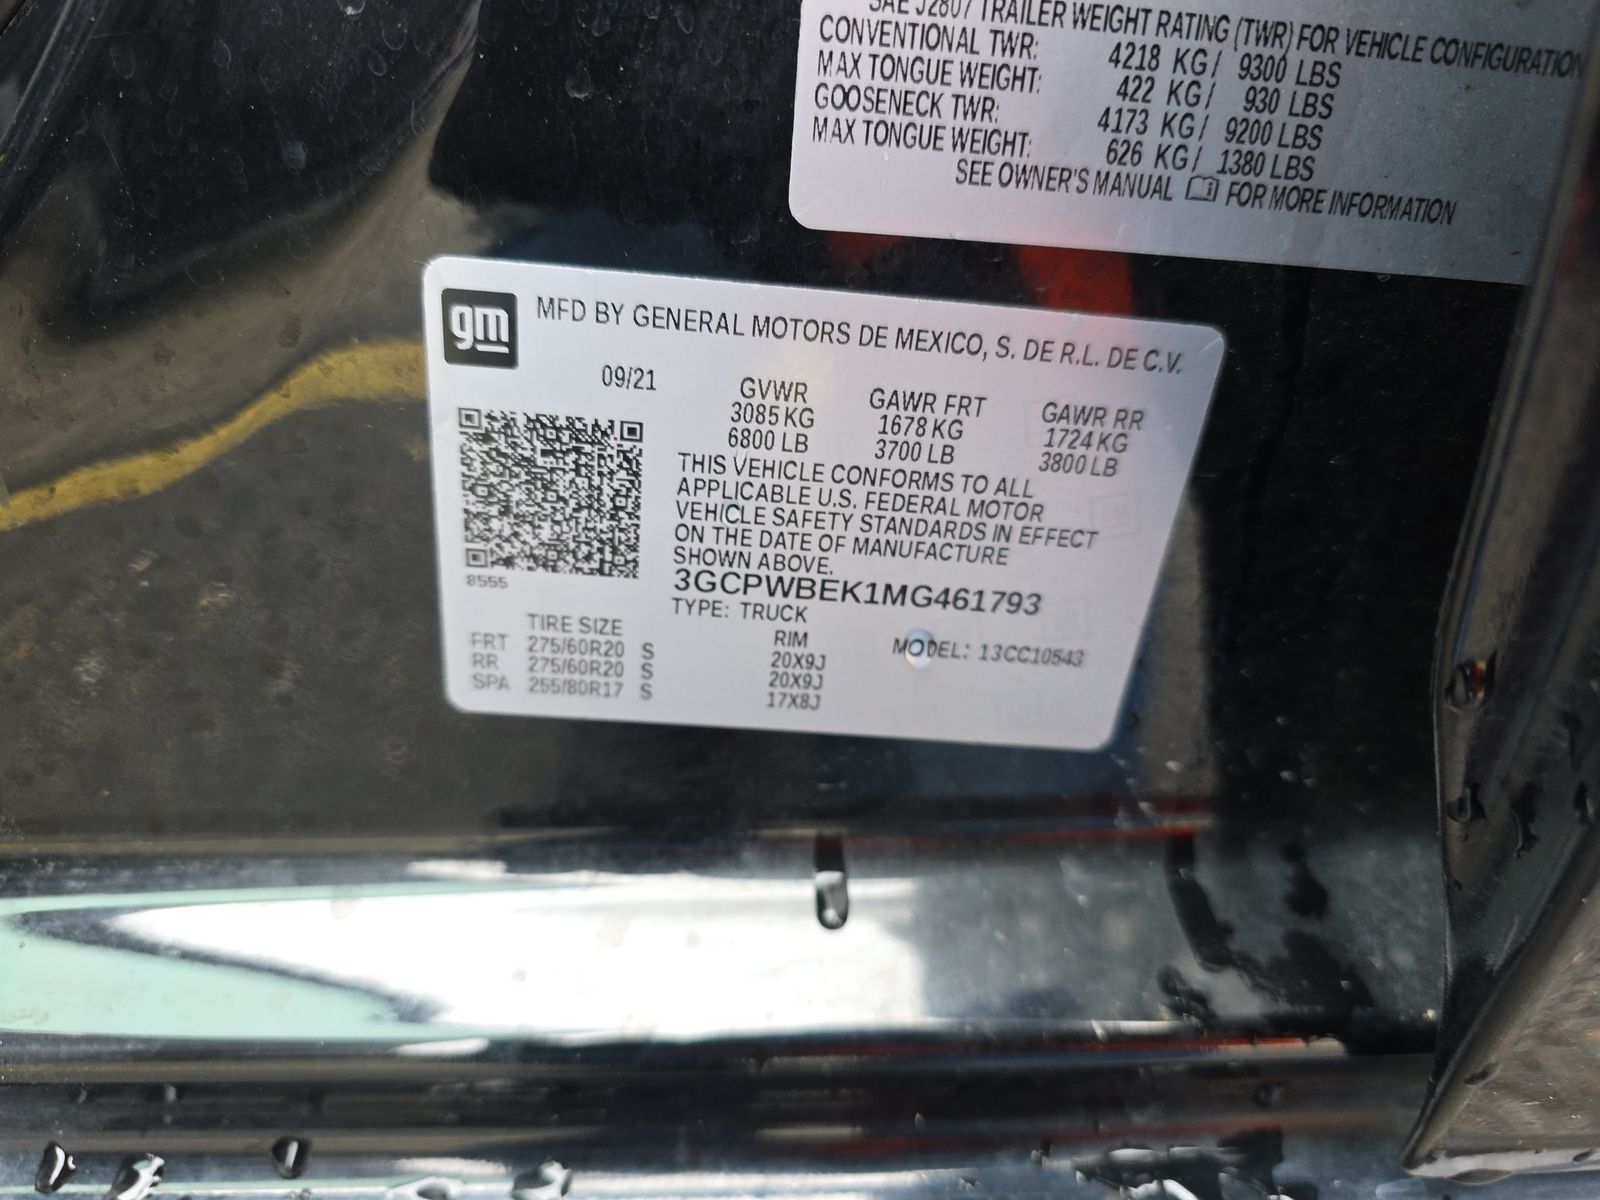 SAE J2807 TRAILER WEIGHT RATING (TWR) FOR VEHICLE CONFIGURATION
CONVENTIONAL TWR: 4218 KG/ 9300 LBS
MAX TONGUE WEIGHT: 422 KG/ 930 LBS
GOOSENECK TWR: 4173 KG/ 9200 LBS
MAX TONGUE WEIGHT: 626 KG/ 1380 LBS
SEE OWNER'S MANUAL FOR MORE INFORMATION
gm
MFD BY GENERAL MOTORS DE MEXICO, S. DE R.L. DE C.V.
09/21
GVWR GAWR FRT GAWR RR
3085 KG 1678 KG 1724 KG
6800 LB 3700 LB 3800 LB
THIS VEHICLE CONFORMS TO ALL
APPLICABLE U.S. FEDERAL MOTOR
VEHICLE SAFETY STANDARDS IN EFFECT
ON THE DATE OF MANUFACTURE
SHOWN ABOVE.
8555
3GCPWBEK1MG461793
TYPE: TRUCK
TIRE SIZE RIM MODEL: 13CC10543
FRT 275/60R20 S 20X9J
RR 275/60R20 S 20X9J
SPA 255/80R17 S 17X8J